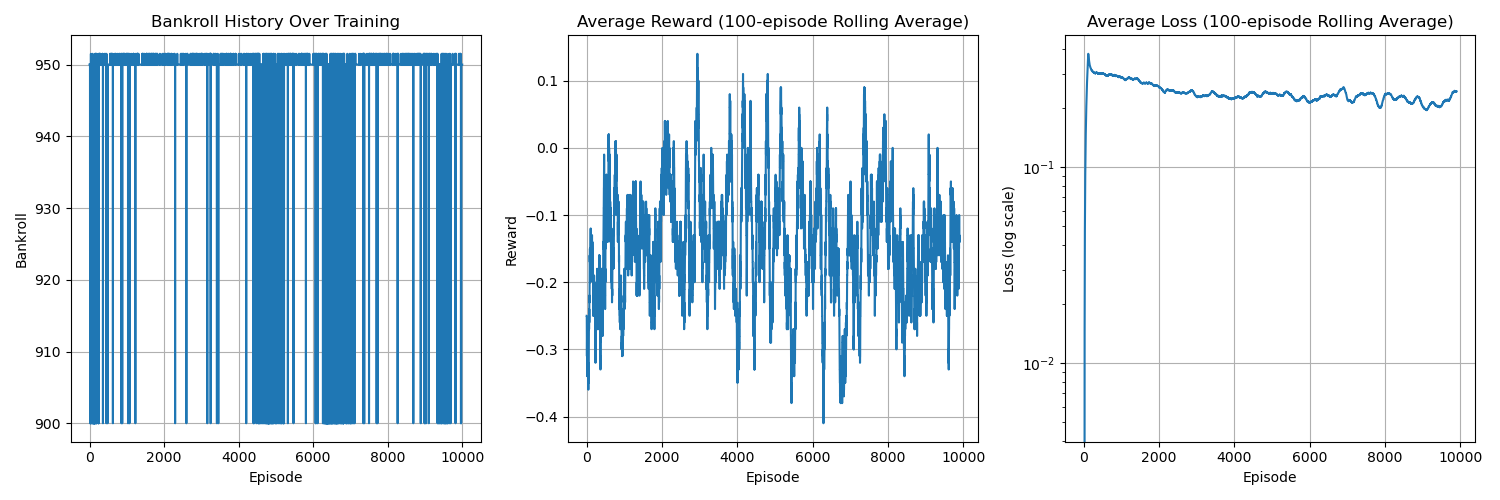 Bankroll History Over Training
Bankroll
950
940
930
920
910
900
0 2000 4000 6000 8000 10000
Episode
Average Reward (100-episode Rolling Average)
Reward
0.1
0.0
−0.1
−0.2
−0.3
−0.4
0 2000 4000 6000 8000 10000
Episode
Average Loss (100-episode Rolling Average)
Loss (log scale)
10⁻¹
10⁻²
0 2000 4000 6000 8000 10000
Episode